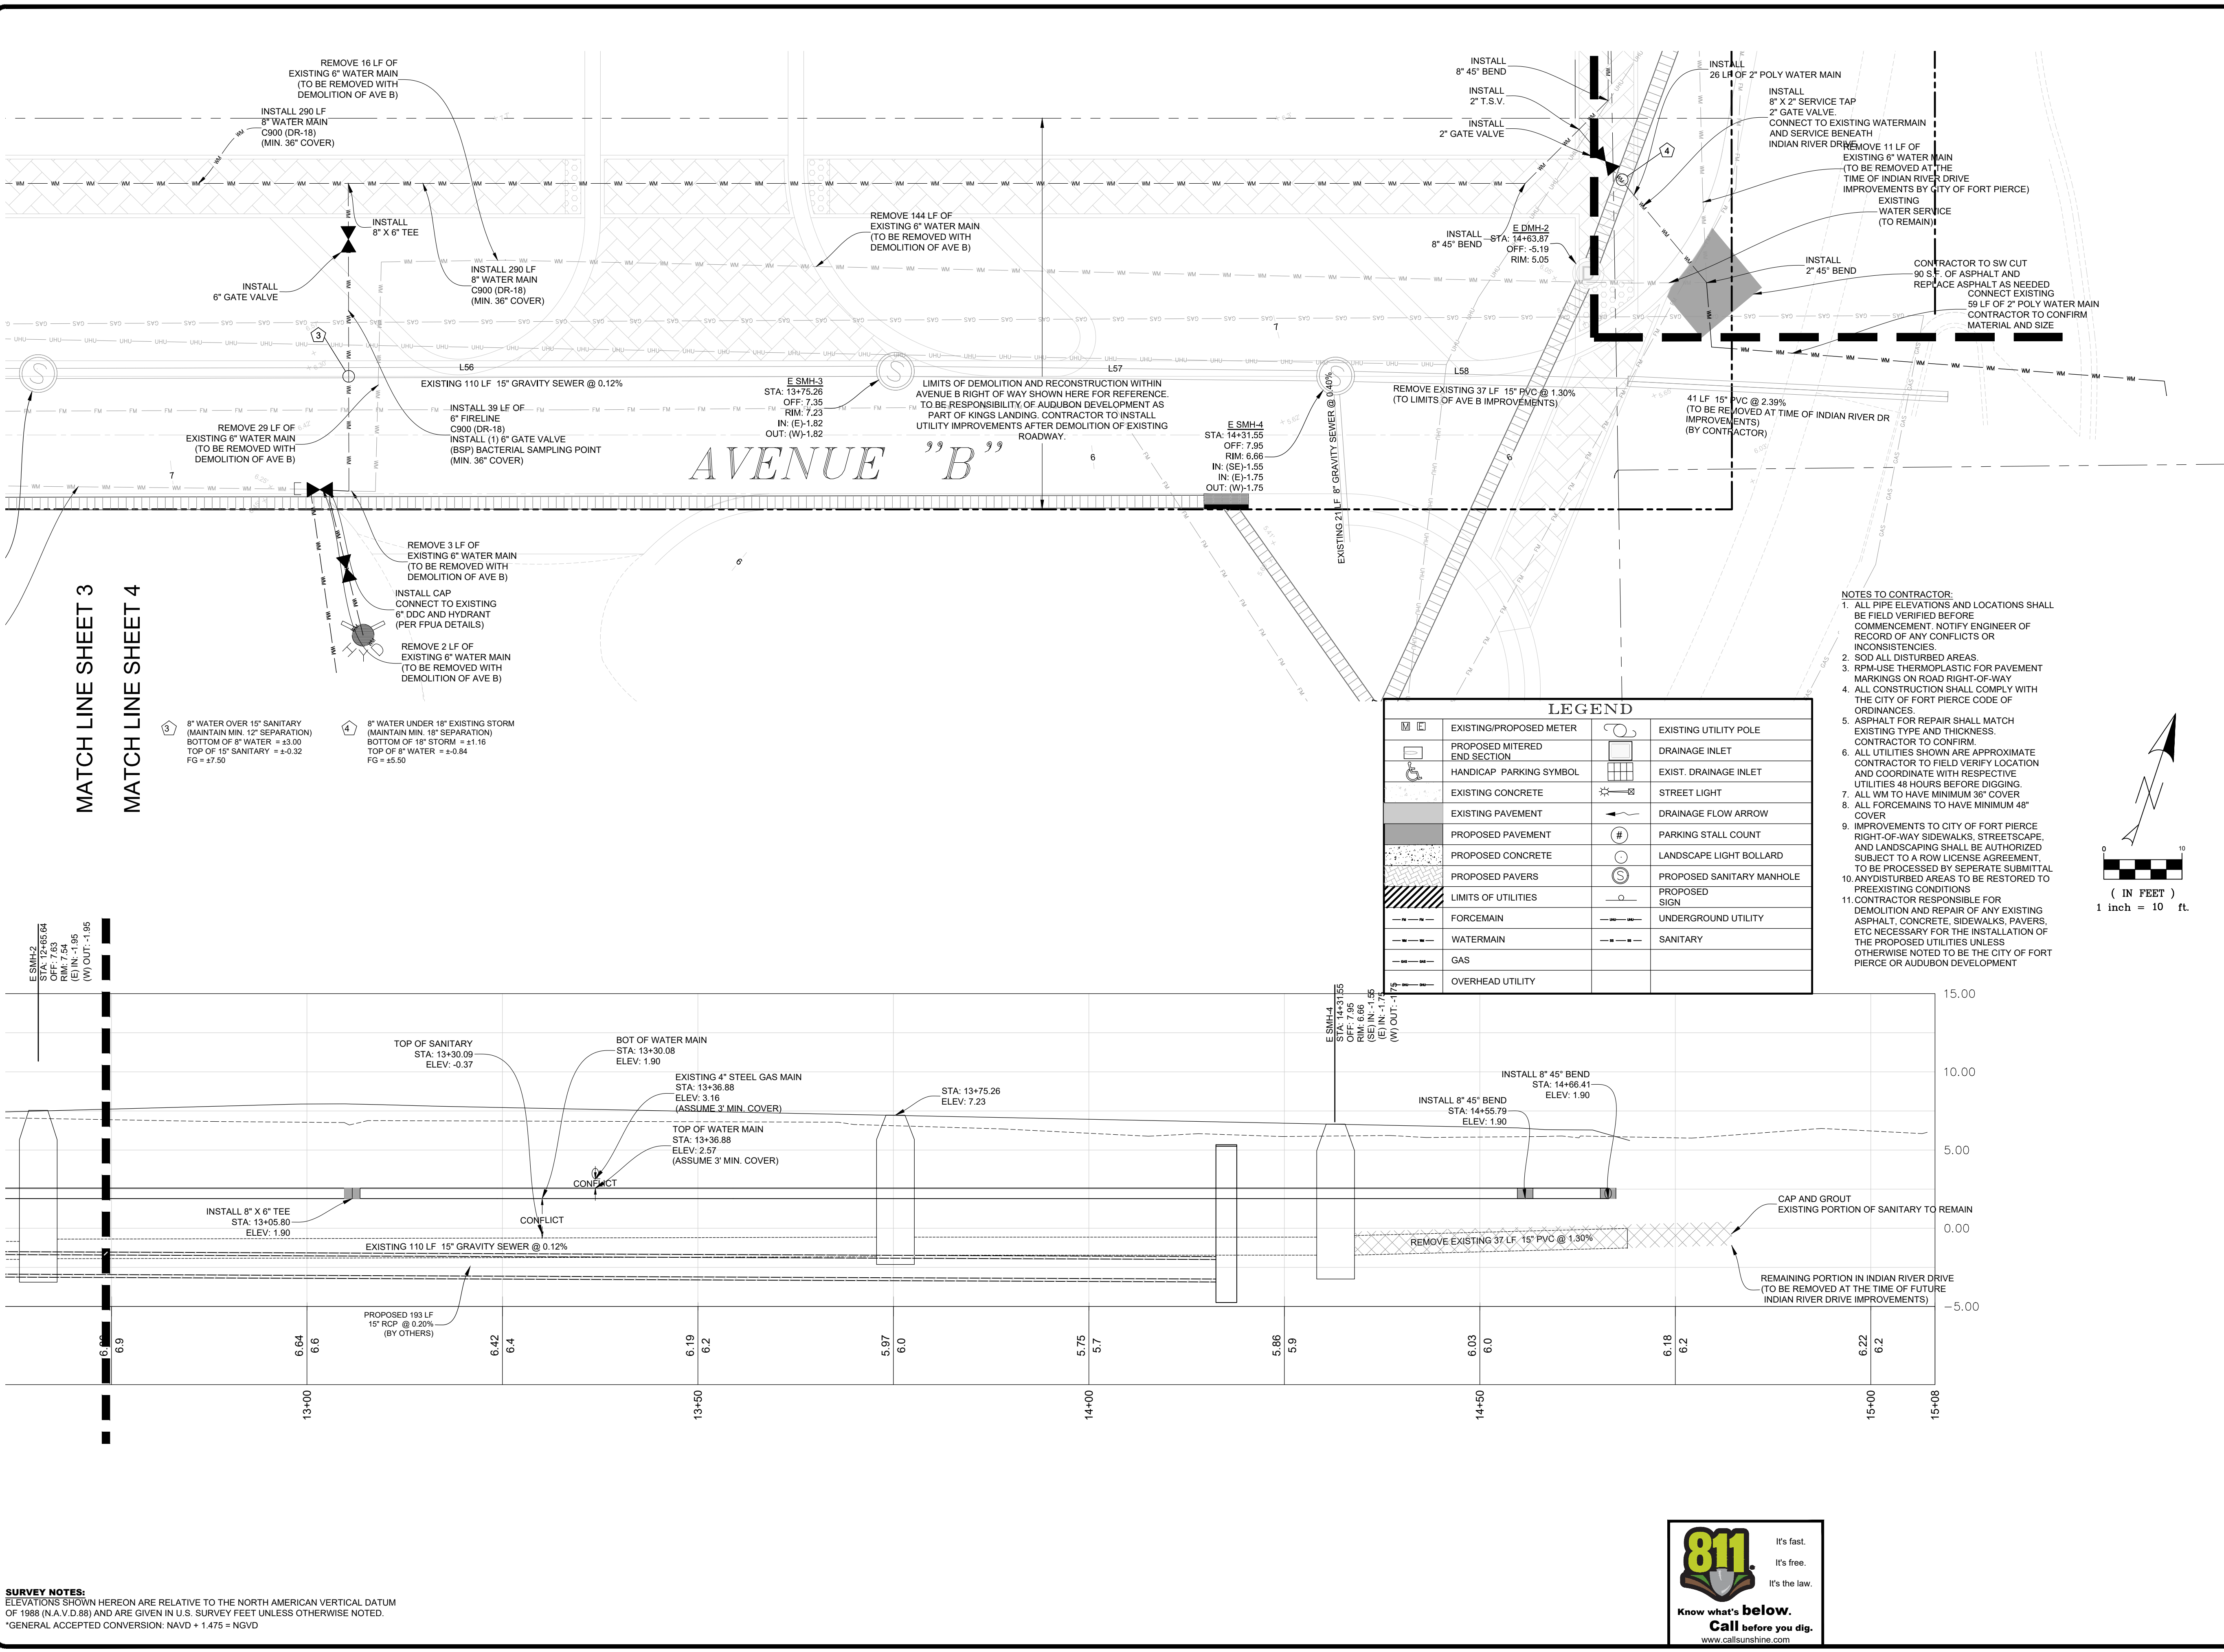 REMOVE 16 LF OF
EXISTING 6" WATER MAIN
(TO BE REMOVED WITH
DEMOLITION OF AVE B)
INSTALL 290 LF
8" WATER MAIN
C900 (DR-18)
(MIN. 36" COVER)
INSTALL
8" X 6" TEE
INSTALL
6" GATE VALVE
INSTALL 290 LF
8" WATER MAIN
C900 (DR-18)
(MIN. 36" COVER)
REMOVE 144 LF OF
EXISTING 6" WATER MAIN
(TO BE REMOVED WITH
DEMOLITION OF AVE B)
INSTALL
8" 45° BEND
INSTALL
2" T.S.V.
INSTALL
2" GATE VALVE
INSTALL
26 LF OF 2" POLY WATER MAIN
INSTALL
8" X 2" SERVICE TAP
2" GATE VALVE.
CONNECT TO EXISTING WATERMAIN
AND SERVICE BENEATH
INDIAN RIVER DRIVE
REMOVE 11 LF OF
EXISTING 6" WATER MAIN
(TO BE REMOVED AT THE
TIME OF INDIAN RIVER DRIVE
IMPROVEMENTS BY CITY OF FORT PIERCE)
EXISTING
WATER SERVICE
(TO REMAIN)
4
INSTALL
8" 45° BEND
E DMH-2
STA: 14+63.87
OFF: -5.19
RIM: 5.05
INSTALL
2" 45° BEND
CONTRACTOR TO SW CUT
90 S.F. OF ASPHALT AND
REPLACE ASPHALT AS NEEDED
CONNECT EXISTING
59 LF OF 2" POLY WATER MAIN
CONTRACTOR TO CONFIRM
MATERIAL AND SIZE
3
L56
L57
L58
7
EXISTING 110 LF 15" GRAVITY SEWER @ 0.12%
INSTALL 39 LF OF
6" FIRELINE
C900 (DR-18)
INSTALL (1) 6" GATE VALVE
(BSP) BACTERIAL SAMPLING POINT
(MIN. 36" COVER)
REMOVE 29 LF OF
EXISTING 6" WATER MAIN
(TO BE REMOVED WITH
DEMOLITION OF AVE B)
E SMH-3
STA: 13+75.26
OFF: 7.35
RIM: 7.23
IN: (E)-1.82
OUT: (W)-1.82
LIMITS OF DEMOLITION AND RECONSTRUCTION WITHIN
AVENUE B RIGHT OF WAY SHOWN HERE FOR REFERENCE.
TO BE RESPONSIBILITY OF AUDUBON DEVELOPMENT AS
PART OF KINGS LANDING. CONTRACTOR TO INSTALL
UTILITY IMPROVEMENTS AFTER DEMOLITION OF EXISTING
ROADWAY.
E SMH-4
STA: 14+31.55
OFF: 7.95
RIM: 6.66
IN: (SE)-1.55
IN: (E)-1.75
OUT: (W)-1.75
EXISTING 21 LF 8" GRAVITY SEWER @ 0.40%
REMOVE EXISTING 37 LF 15" PVC @ 1.30%
(TO LIMITS OF AVE B IMPROVEMENTS)
41 LF 15" PVC @ 2.39%
(TO BE REMOVED AT TIME OF INDIAN RIVER DR
IMPROVEMENTS)
(BY CONTRACTOR)
AVENUE "B"
7
6
6
6
REMOVE 3 LF OF
EXISTING 6" WATER MAIN
(TO BE REMOVED WITH
DEMOLITION OF AVE B)
INSTALL CAP
CONNECT TO EXISTING
6" DDC AND HYDRANT
(PER FPUA DETAILS)
HYD
REMOVE 2 LF OF
EXISTING 6" WATER MAIN
(TO BE REMOVED WITH
DEMOLITION OF AVE B)
MATCH LINE SHEET 3
MATCH LINE SHEET 4
3
8" WATER OVER 15" SANITARY
(MAINTAIN MIN. 12" SEPARATION)
BOTTOM OF 8" WATER = ±3.00
TOP OF 15" SANITARY = ±-0.32
FG = ±7.50
4
8" WATER UNDER 18" EXISTING STORM
(MAINTAIN MIN. 18" SEPARATION)
BOTTOM OF 18" STORM = ±1.16
TOP OF 8" WATER = ±-0.84
FG = ±5.50
LEGEND
M E EXISTING/PROPOSED METER
EXISTING UTILITY POLE
PROPOSED MITERED
END SECTION
DRAINAGE INLET
HANDICAP PARKING SYMBOL
EXIST. DRAINAGE INLET
EXISTING CONCRETE
STREET LIGHT
EXISTING PAVEMENT
DRAINAGE FLOW ARROW
PROPOSED PAVEMENT
# PARKING STALL COUNT
PROPOSED CONCRETE
LANDSCAPE LIGHT BOLLARD
PROPOSED PAVERS
S PROPOSED SANITARY MANHOLE
LIMITS OF UTILITIES
PROPOSED
SIGN
FORCEMAIN
UNDERGROUND UTILITY
WATERMAIN
SANITARY
GAS
OVERHEAD UTILITY
NOTES TO CONTRACTOR:
1. ALL PIPE ELEVATIONS AND LOCATIONS SHALL
BE FIELD VERIFIED BEFORE
COMMENCEMENT. NOTIFY ENGINEER OF
RECORD OF ANY CONFLICTS OR
INCONSISTENCIES.
2. SOD ALL DISTURBED AREAS.
3. RPM-USE THERMOPLASTIC FOR PAVEMENT
MARKINGS ON ROAD RIGHT-OF-WAY
4. ALL CONSTRUCTION SHALL COMPLY WITH
THE CITY OF FORT PIERCE CODE OF
ORDINANCES.
5. ASPHALT FOR REPAIR SHALL MATCH
EXISTING TYPE AND THICKNESS.
CONTRACTOR TO CONFIRM.
6. ALL UTILITIES SHOWN ARE APPROXIMATE
CONTRACTOR TO FIELD VERIFY LOCATION
AND COORDINATE WITH RESPECTIVE
UTILITIES 48 HOURS BEFORE DIGGING.
7. ALL WM TO HAVE MINIMUM 36" COVER
8. ALL FORCEMAINS TO HAVE MINIMUM 48"
COVER
9. IMPROVEMENTS TO CITY OF FORT PIERCE
RIGHT-OF-WAY SIDEWALKS, STREETSCAPE,
AND LANDSCAPING SHALL BE AUTHORIZED
SUBJECT TO A ROW LICENSE AGREEMENT,
TO BE PROCESSED BY SEPERATE SUBMITTAL
10. ANYDISTURBED AREAS TO BE RESTORED TO
PREEXISTING CONDITIONS
11. CONTRACTOR RESPONSIBLE FOR
DEMOLITION AND REPAIR OF ANY EXISTING
ASPHALT, CONCRETE, SIDEWALKS, PAVERS,
ETC NECESSARY FOR THE INSTALLATION OF
THE PROPOSED UTILITIES UNLESS
OTHERWISE NOTED TO BE THE CITY OF FORT
PIERCE OR AUDUBON DEVELOPMENT
N
0 10
( IN FEET )
1 inch = 10 ft.
E SMH-2
STA: 12+65.64
OFF: 7.63
RIM: 7.54
(E) IN: -1.95
(W) OUT: -1.95
TOP OF SANITARY
STA: 13+30.09
ELEV: -0.37
BOT OF WATER MAIN
STA: 13+30.08
ELEV: 1.90
EXISTING 4" STEEL GAS MAIN
STA: 13+36.88
ELEV: 3.16
(ASSUME 3' MIN. COVER)
TOP OF WATER MAIN
STA: 13+36.88
ELEV: 2.57
(ASSUME 3' MIN. COVER)
STA: 13+75.26
ELEV: 7.23
E SMH-4
STA: 14+31.55
OFF: 7.95
RIM: 6.66
(SE) IN: -1.55
(E) IN: -1.75
(W) OUT: -1.75
INSTALL 8" 45° BEND
STA: 14+66.41
ELEV: 1.90
INSTALL 8" 45° BEND
STA: 14+55.79
ELEV: 1.90
CONFLICT
CONFLICT
INSTALL 8" X 6" TEE
STA: 13+05.80
ELEV: 1.90
EXISTING 110 LF 15" GRAVITY SEWER @ 0.12%
REMOVE EXISTING 37 LF 15" PVC @ 1.30%
CAP AND GROUT
EXISTING PORTION OF SANITARY TO REMAIN
REMAINING PORTION IN INDIAN RIVER DRIVE
(TO BE REMOVED AT THE TIME OF FUTURE
INDIAN RIVER DRIVE IMPROVEMENTS)
PROPOSED 193 LF
15" RCP @ 0.20%
(BY OTHERS)
15.00
10.00
5.00
0.00
-5.00
6.9
6.64 6.6
6.42 6.4
6.19 6.2
5.97 6.0
5.75 5.7
5.86 5.9
6.03 6.0
6.18 6.2
6.22 6.2
13+00
13+50
14+00
14+50
15+00
15+08
SURVEY NOTES:
ELEVATIONS SHOWN HEREON ARE RELATIVE TO THE NORTH AMERICAN VERTICAL DATUM
OF 1988 (N.A.V.D.88) AND ARE GIVEN IN U.S. SURVEY FEET UNLESS OTHERWISE NOTED.
*GENERAL ACCEPTED CONVERSION: NAVD + 1.475 = NGVD
811.
It's fast.
It's free.
It's the law.
Know what's below.
Call before you dig.
www.callsunshine.com